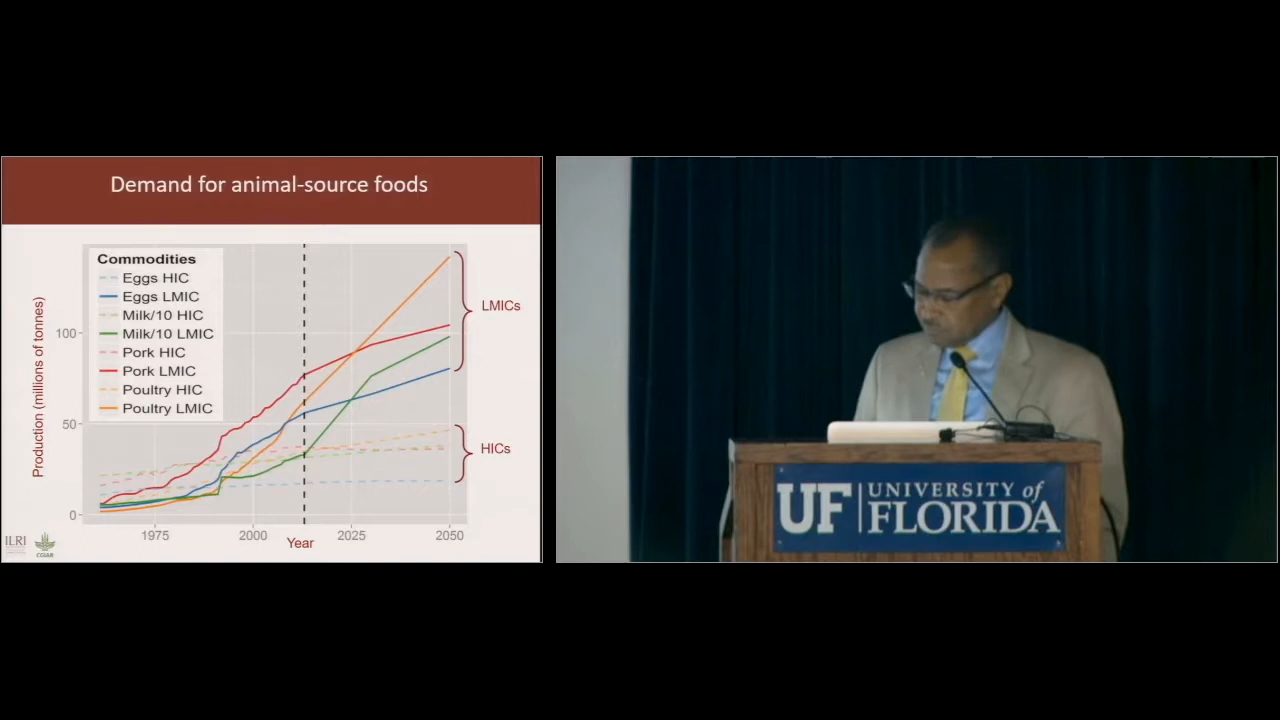 Demand for animal-source foods
Commodities
Eggs HIC
Eggs LMIC
Milk/10 HIC
Milk/10 LMIC
Pork HIC
Pork LMIC
Poultry HIC
Poultry LMIC
Production (millions of tonnes)
100
50
0
1975
2000
2025
2050
Year
LMICs
HICs
ILRI
CGIAR
UF UNIVERSITY of
FLORIDA